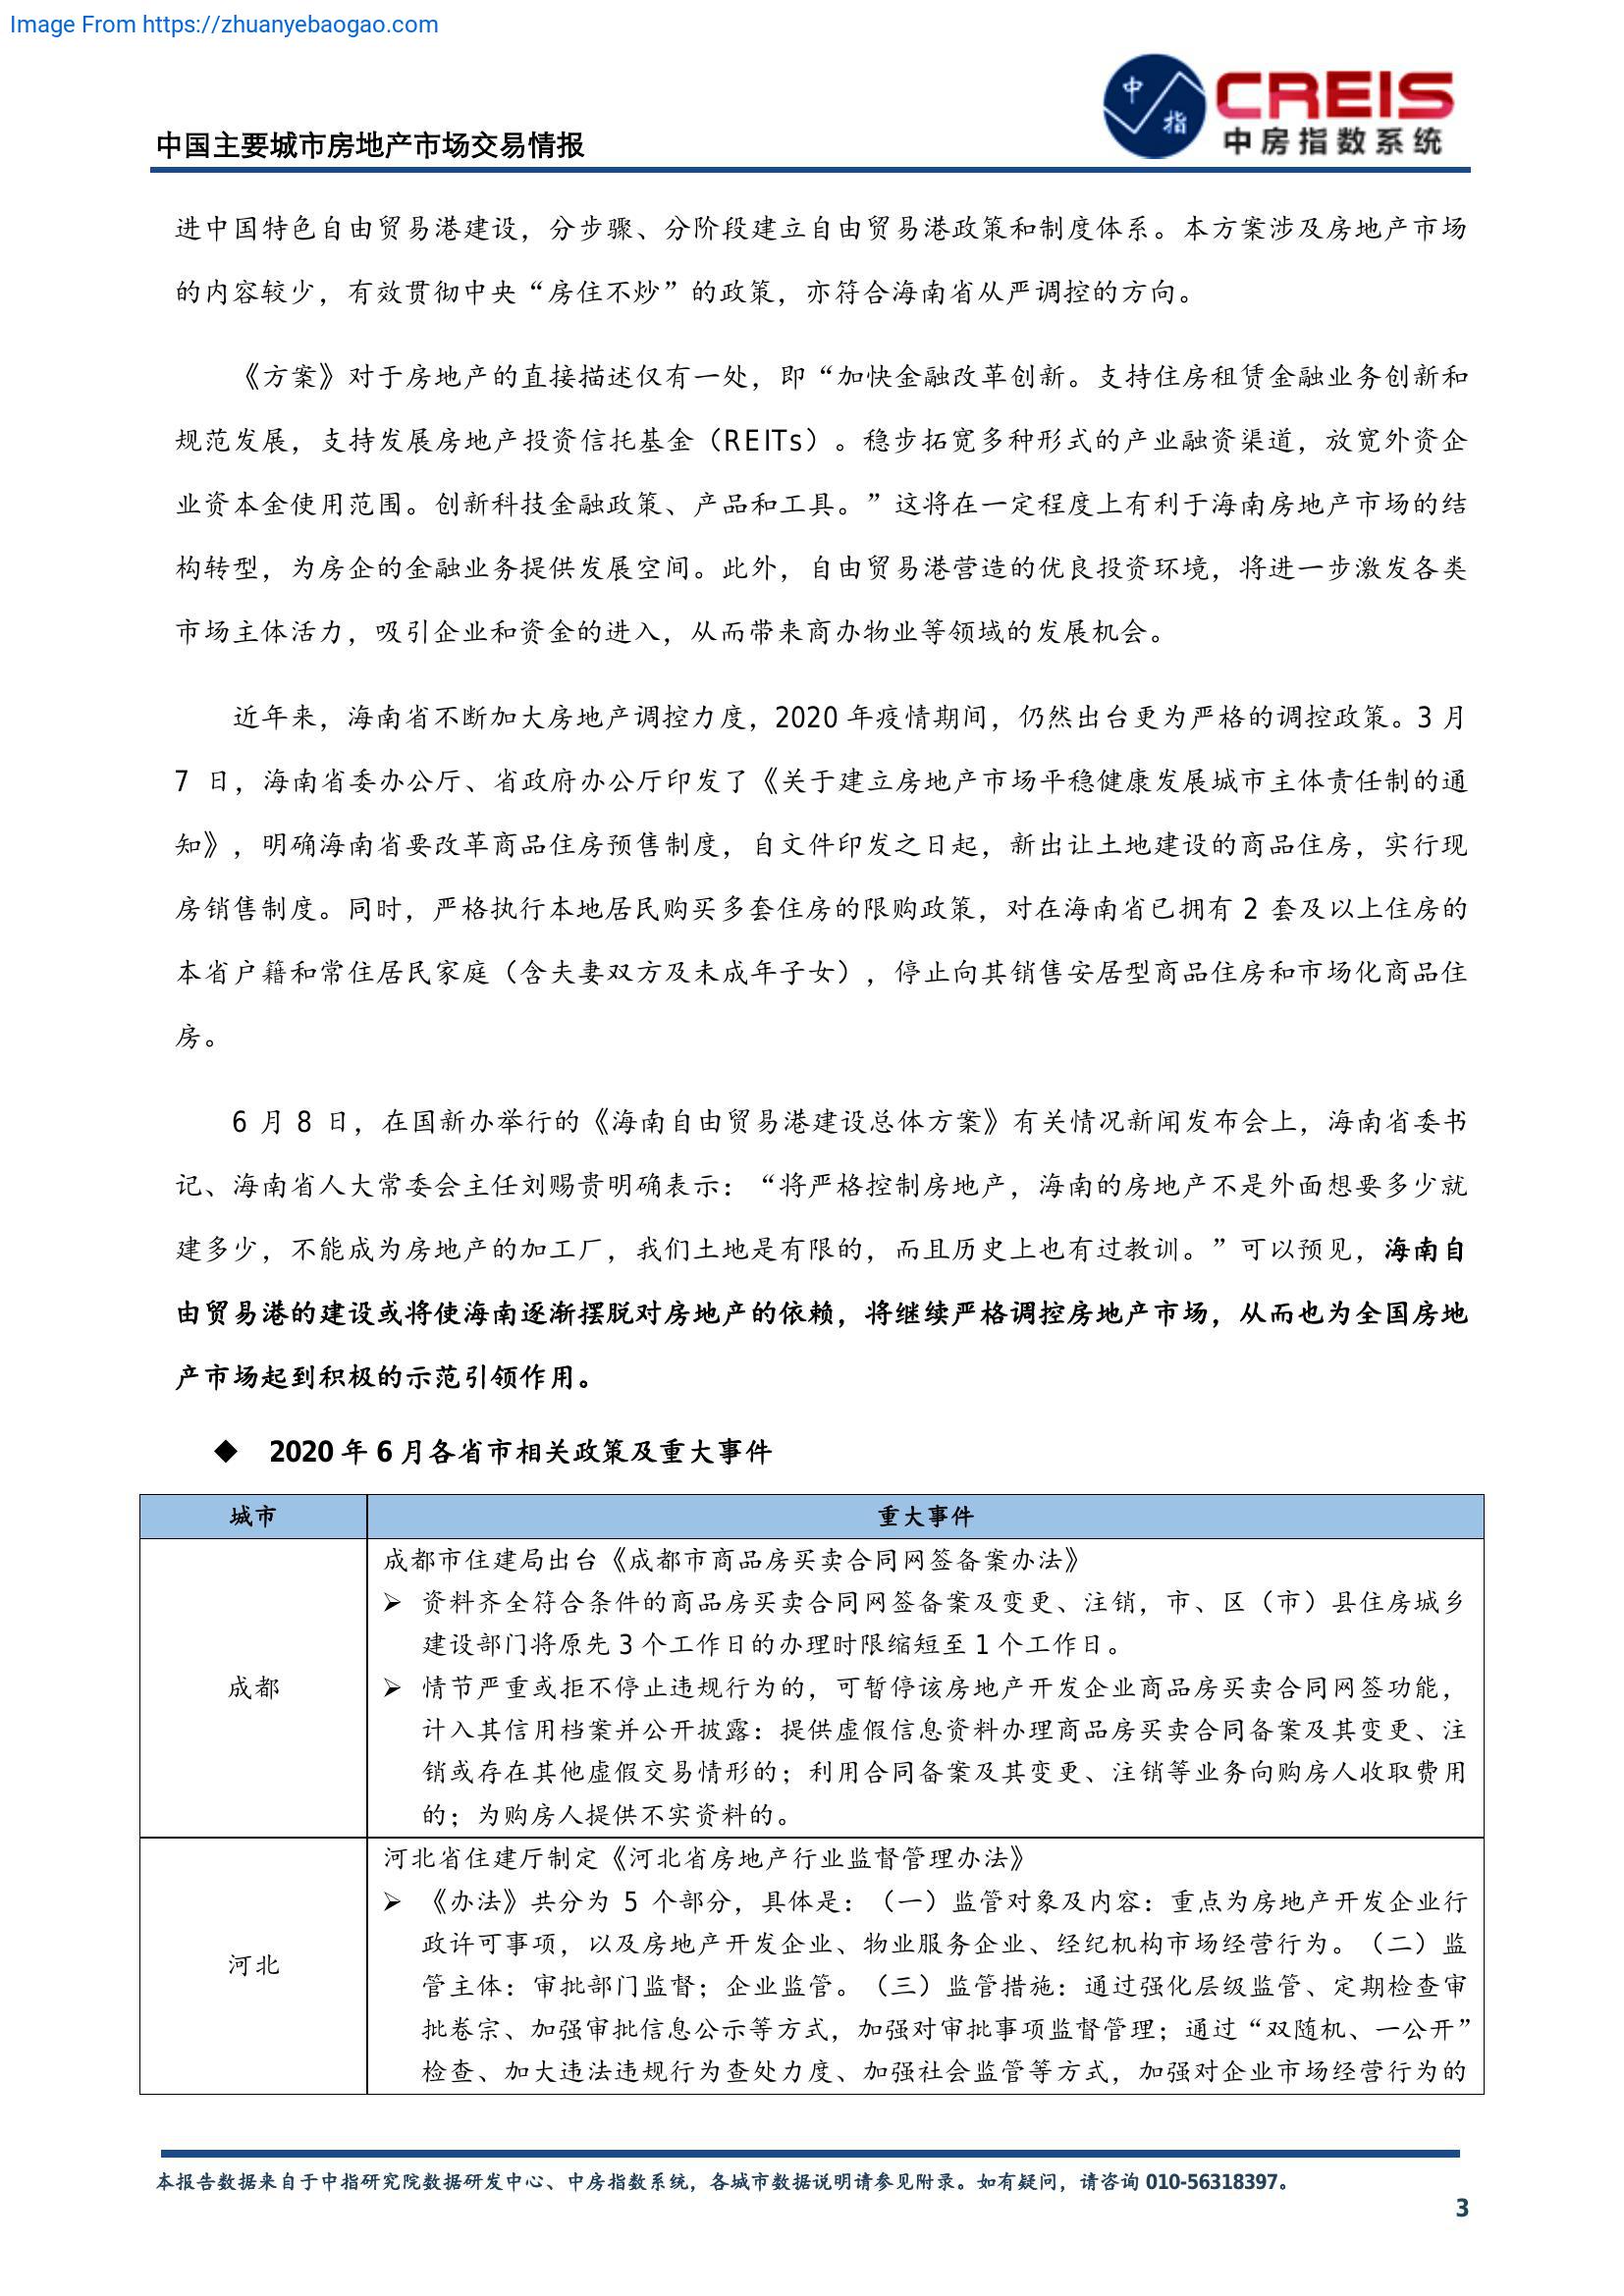 Image From https://zhuanyebaogao.com
中指
CREIS
中房指数系统
中国主要城市房地产市场交易情报
进中国特色自由贸易港建设，分步骤、分阶段建立自由贸易港政策和制度体系。本方案涉及房地产市场
的内容较少，有效贯彻中央“房住不炒”的政策，亦符合海南省从严调控的方向。
《方案》对于房地产的直接描述仅有一处，即“加快金融改革创新。支持住房租赁金融业务创新和
规范发展，支持发展房地产投资信托基金（REITs）。稳步拓宽多种形式的产业融资渠道，放宽外资企
业资本金使用范围。创新科技金融政策、产品和工具。”这将在一定程度上有利于海南房地产市场的结
构转型，为房企的金融业务提供发展空间。此外，自由贸易港营造的优良投资环境，将进一步激发各类
市场主体活力，吸引企业和资金的进入，从而带来商办物业等领域的发展机会。
近年来，海南省不断加大房地产调控力度，2020 年疫情期间，仍然出台更为严格的调控政策。3 月
7 日，海南省委办公厅、省政府办公厅印发了《关于建立房地产市场平稳健康发展城市主体责任制的通
知》，明确海南省要改革商品住房预售制度，自文件印发之日起，新出让土地建设的商品住房，实行现
房销售制度。同时，严格执行本地居民购买多套住房的限购政策，对在海南省已拥有 2 套及以上住房的
本省户籍和常住居民家庭（含夫妻双方及未成年子女），停止向其销售安居型商品住房和市场化商品住
房。
6 月 8 日，在国新办举行的《海南自由贸易港建设总体方案》有关情况新闻发布会上，海南省委书
记、海南省人大常委会主任刘赐贵明确表示：“将严格控制房地产，海南的房地产不是外面想要多少就
建多少，不能成为房地产的加工厂，我们土地是有限的，而且历史上也有过教训。”可以预见，海南自
由贸易港的建设或将使海南逐渐摆脱对房地产的依赖，将继续严格调控房地产市场，从而也为全国房地
产市场起到积极的示范引领作用。
◆ 2020 年 6 月各省市相关政策及重大事件
城市 重大事件
成都
成都市住建局出台《成都市商品房买卖合同网签备案办法》
➢ 资料齐全符合条件的商品房买卖合同网签备案及变更、注销，市、区（市）县住房城乡
建设部门将原先 3 个工作日的办理时限缩短至 1 个工作日。
➢ 情节严重或拒不停止违规行为的，可暂停该房地产开发企业商品房买卖合同网签功能，
计入其信用档案并公开披露：提供虚假信息资料办理商品房买卖合同备案及其变更、注
销或存在其他虚假交易情形的；利用合同备案及其变更、注销等业务向购房人收取费用
的；为购房人提供不实资料的。
河北
河北省住建厅制定《河北省房地产行业监督管理办法》
➢ 《办法》共分为 5 个部分，具体是：（一）监管对象及内容：重点为房地产开发企业行
政许可事项，以及房地产开发企业、物业服务企业、经纪机构市场经营行为。（二）监
管主体：审批部门监督；企业监管。（三）监管措施：通过强化层级监管、定期检查审
批卷宗、加强审批信息公示等方式，加强对审批事项监督管理；通过“双随机、一公开”
检查、加大违法违规行为查处力度、加强社会监管等方式，加强对企业市场经营行为的
本报告数据来自于中指研究院数据研发中心、中房指数系统，各城市数据说明请参见附录。如有疑问，请咨询 010-56318397。
3